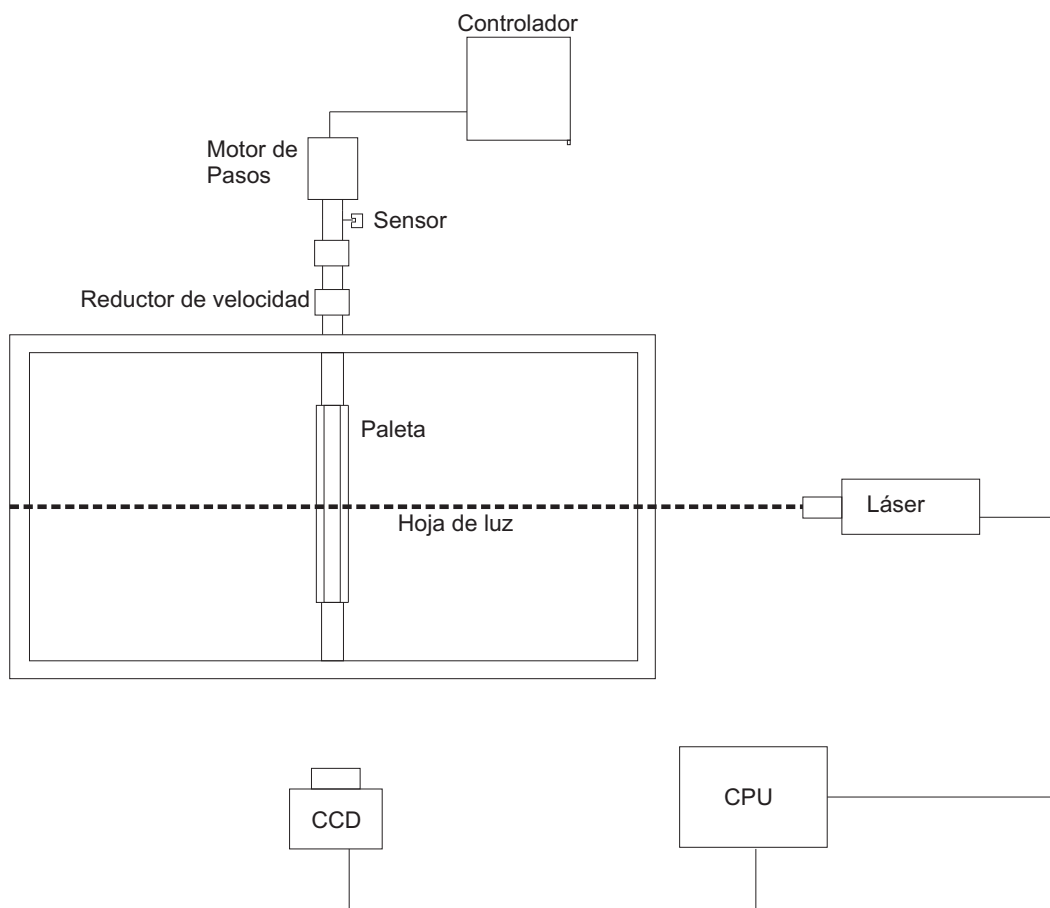 Controlador
Motor de
Pasos
Sensor
Reductor de velocidad
Paleta
Hoja de luz
Láser
CCD
CPU